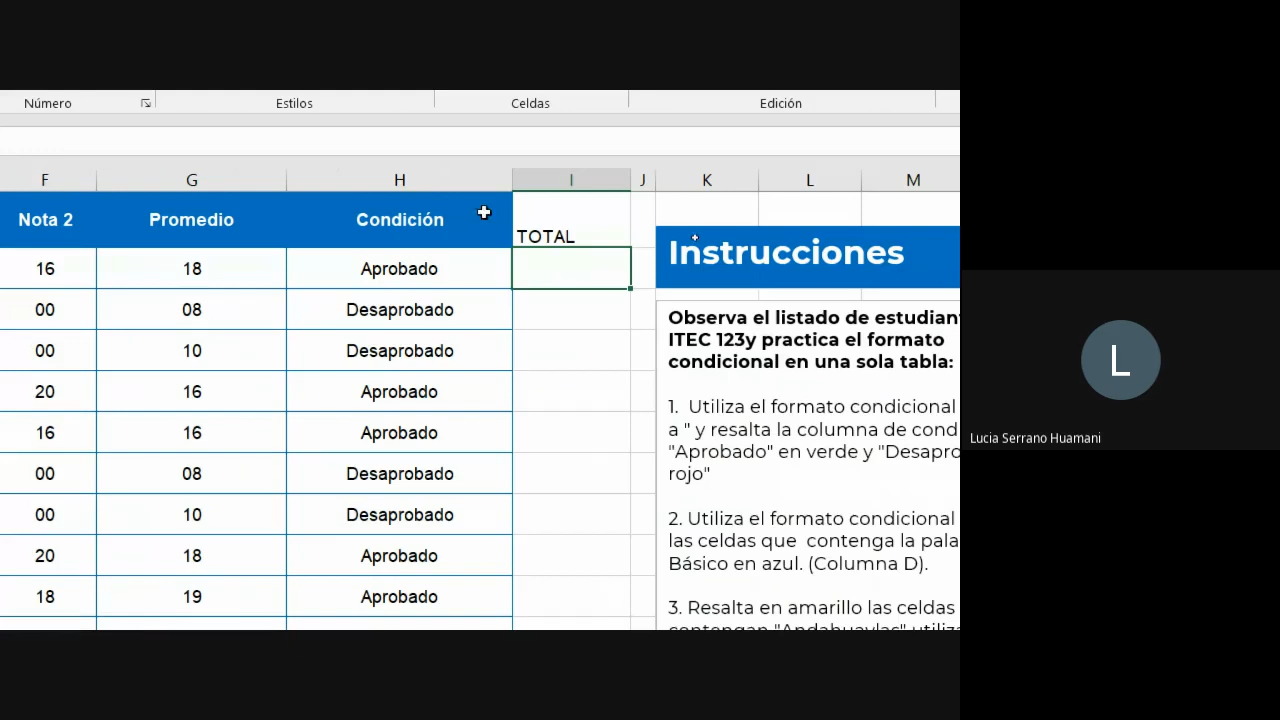 Número Estilos Celdas Edición
F G H I J K L M
Nota 2 Promedio Condición TOTAL
16 18 Aprobado
00 08 Desaprobado
00 10 Desaprobado
20 16 Aprobado
16 16 Aprobado
00 08 Desaprobado
00 10 Desaprobado
20 18 Aprobado
18 19 Aprobado
Instrucciones
Observa el listado de estudian
ITEC 123y practica el formato
condicional en una sola tabla:
1. Utiliza el formato condicional
a " y resalta la columna de cond
"Aprobado" en verde y "Desapro
rojo"
2. Utiliza el formato condicional
las celdas que contenga la pala
Básico en azul. (Columna D).
3. Resalta en amarillo las celdas
contengan "Andahuaylas" utiliza
L
Lucia Serrano Huamani